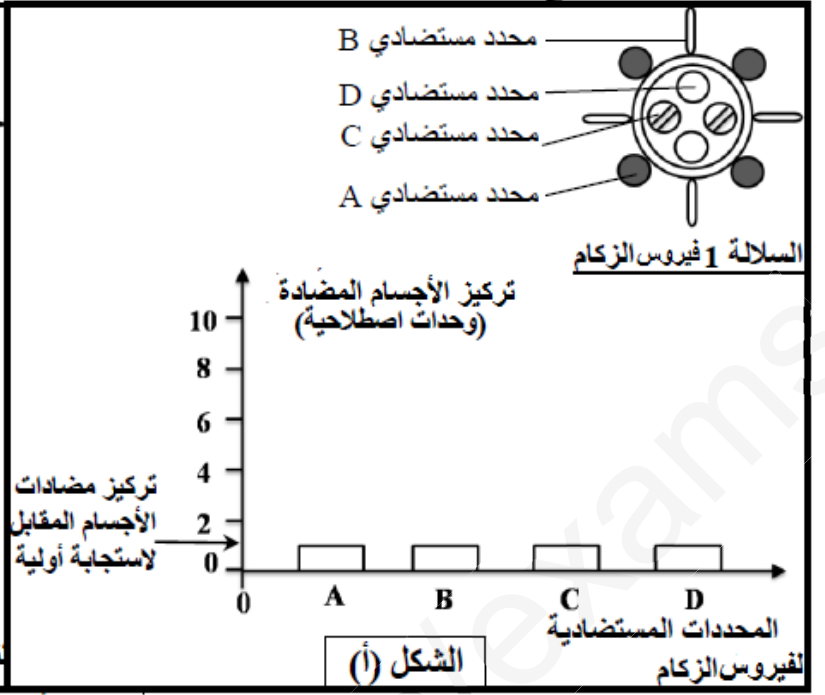 محدد مستضادي B
محدد مستضادي D
محدد مستضادي C
محدد مستضادي A
السلالة 1 فيروس الزكام
تركيز الأجسام المضادة
(وحدات اصطلاحية)
10
8
6
4
2
0
تركيز مضادات
الأجسام المقابل
لاستجابة أولية
0 A B C D
المحددات المستضادية
لفيروس الزكام
الشكل (أ)
exams